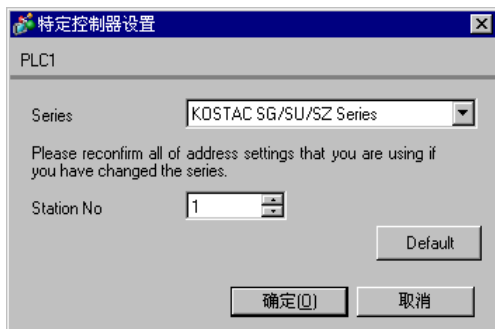 特定控制器设置
PLC1
Series KOSTAC SG/SU/SZ Series
Please reconfirm all of address settings that you are using if
you have changed the series.
Station No 1
Default
确定(O) 取消